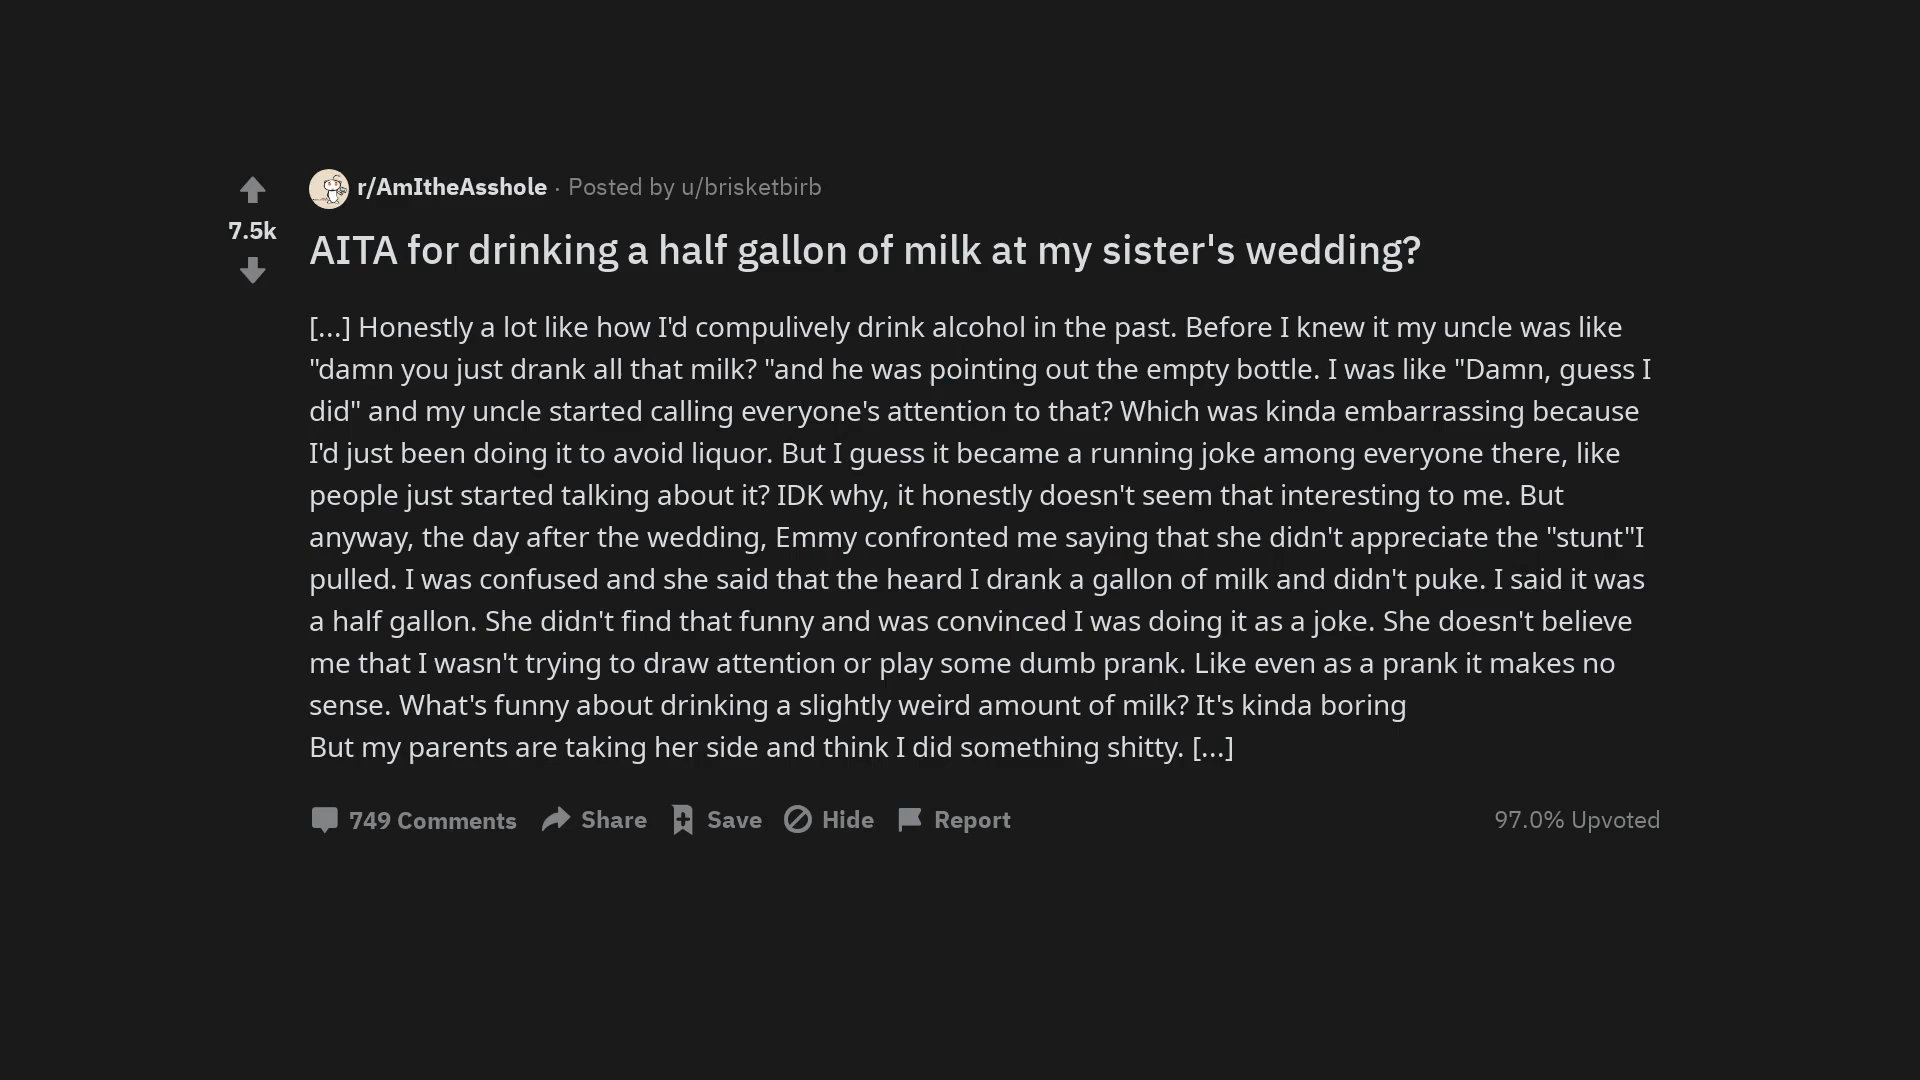 r/AmItheAsshole · Posted by u/brisketbirb
7.5k
AITA for drinking a half gallon of milk at my sister's wedding?
[...] Honestly a lot like how I'd compulively drink alcohol in the past. Before I knew it my uncle was like
"damn you just drank all that milk? "and he was pointing out the empty bottle. I was like "Damn, guess I
did" and my uncle started calling everyone's attention to that? Which was kinda embarrassing because
I'd just been doing it to avoid liquor. But I guess it became a running joke among everyone there, like
people just started talking about it? IDK why, it honestly doesn't seem that interesting to me. But
anyway, the day after the wedding, Emmy confronted me saying that she didn't appreciate the "stunt"I
pulled. I was confused and she said that the heard I drank a gallon of milk and didn't puke. I said it was
a half gallon. She didn't find that funny and was convinced I was doing it as a joke. She doesn't believe
me that I wasn't trying to draw attention or play some dumb prank. Like even as a prank it makes no
sense. What's funny about drinking a slightly weird amount of milk? It's kinda boring
But my parents are taking her side and think I did something shitty. [...]
749 Comments Share Save Hide Report 97.0% Upvoted